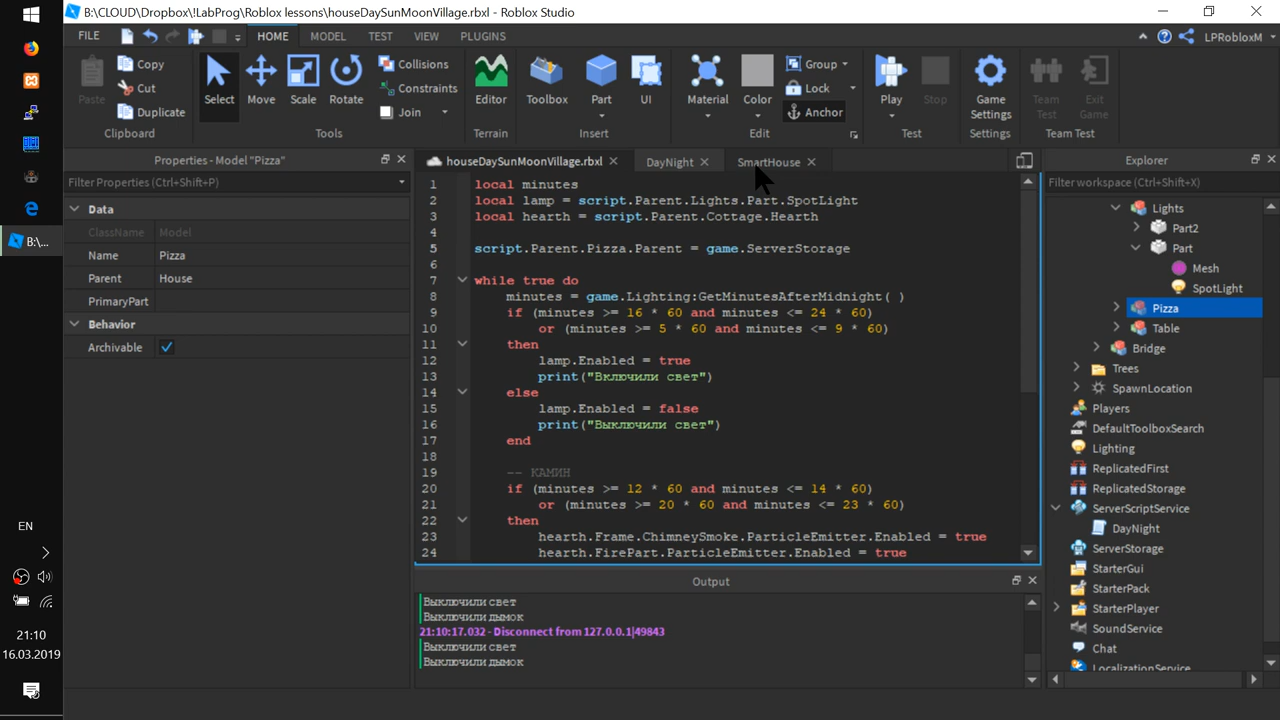 B:\CLOUD\Dropbox\!LabProg\Roblox lessons\houseDaySunMoonVillage.rbxl - Roblox Studio
FILE
HOME
MODEL
TEST
VIEW
PLUGINS
LPRobloxM
Paste
Copy
Cut
Duplicate
Clipboard
Select
Move
Scale
Rotate
Collisions
Constraints
Join
Tools
Editor
Terrain
Toolbox
Part
UI
Insert
Material
Color
Group
Lock
Anchor
Edit
Play
Stop
Test
Game
Settings
Settings
Team
Test
Exit
Game
Team Test
Properties - Model "Pizza"
Filter Properties (Ctrl+Shift+P)
Data
ClassName Model
Name Pizza
Parent House
PrimaryPart
Behavior
Archivable
houseDaySunMoonVillage.rbxl
DayNight
SmartHouse
1 local minutes
2 local lamp = script.Parent.Lights.Part.SpotLight
3 local hearth = script.Parent.Cottage.Hearth
4
5 script.Parent.Pizza.Parent = game.ServerStorage
6
7 while true do
8 minutes = game.Lighting:GetMinutesAfterMidnight( )
9 if (minutes >= 16 * 60 and minutes <= 24 * 60)
10 or (minutes >= 5 * 60 and minutes <= 9 * 60)
11 then
12 lamp.Enabled = true
13 print("Включили свет")
14 else
15 lamp.Enabled = false
16 print("Выключили свет")
17 end
18
19 -- КАМИН
20 if (minutes >= 12 * 60 and minutes <= 14 * 60)
21 or (minutes >= 20 * 60 and minutes <= 23 * 60)
22 then
23 hearth.Frame.ChimneySmoke.ParticleEmitter.Enabled = true
24 hearth.FirePart.ParticleEmitter.Enabled = true
Output
Выключили свет
Выключили дымок
21:10:17.032 - Disconnect from 127.0.0.1|49843
Выключили свет
Выключили дымок
Explorer
Filter workspace (Ctrl+Shift+X)
Lights
Part2
Part
Mesh
SpotLight
Pizza
Table
Bridge
Trees
SpawnLocation
Players
DefaultToolboxSearch
Lighting
ReplicatedFirst
ReplicatedStorage
ServerScriptService
DayNight
ServerStorage
StarterGui
StarterPack
StarterPlayer
SoundService
Chat
LocalizationService
B:\...
EN
21:10
16.03.2019